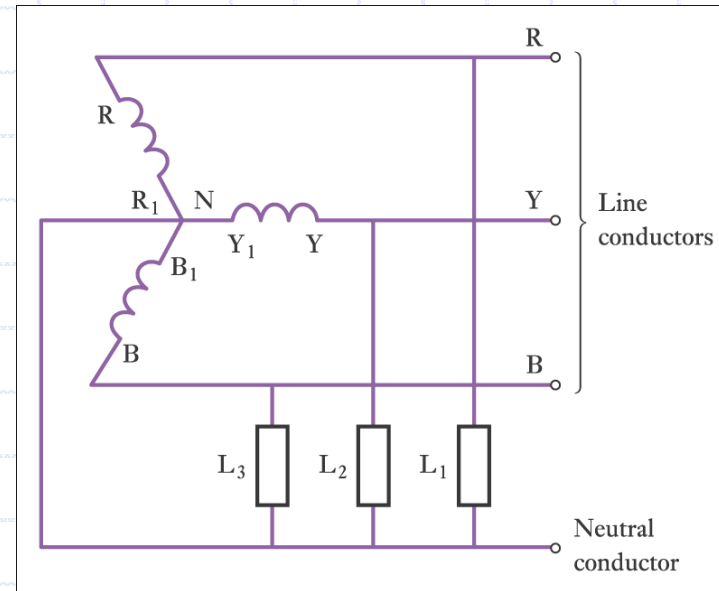 R
R
R₁ N
Y
Line
conductors
Y₁ Y
B₁
B
B
L₃ L₂ L₁
Neutral
conductor